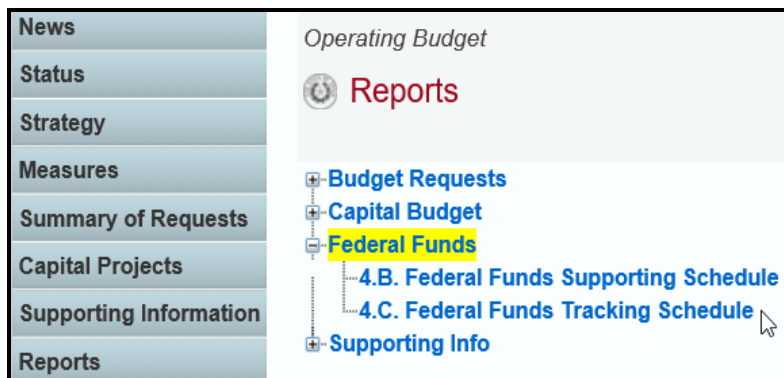 News
Status
Strategy
Measures
Summary of Requests
Capital Projects
Supporting Information
Reports
Operating Budget
Reports
Budget Requests
Capital Budget
Federal Funds
4.B. Federal Funds Supporting Schedule
4.C. Federal Funds Tracking Schedule
Supporting Info